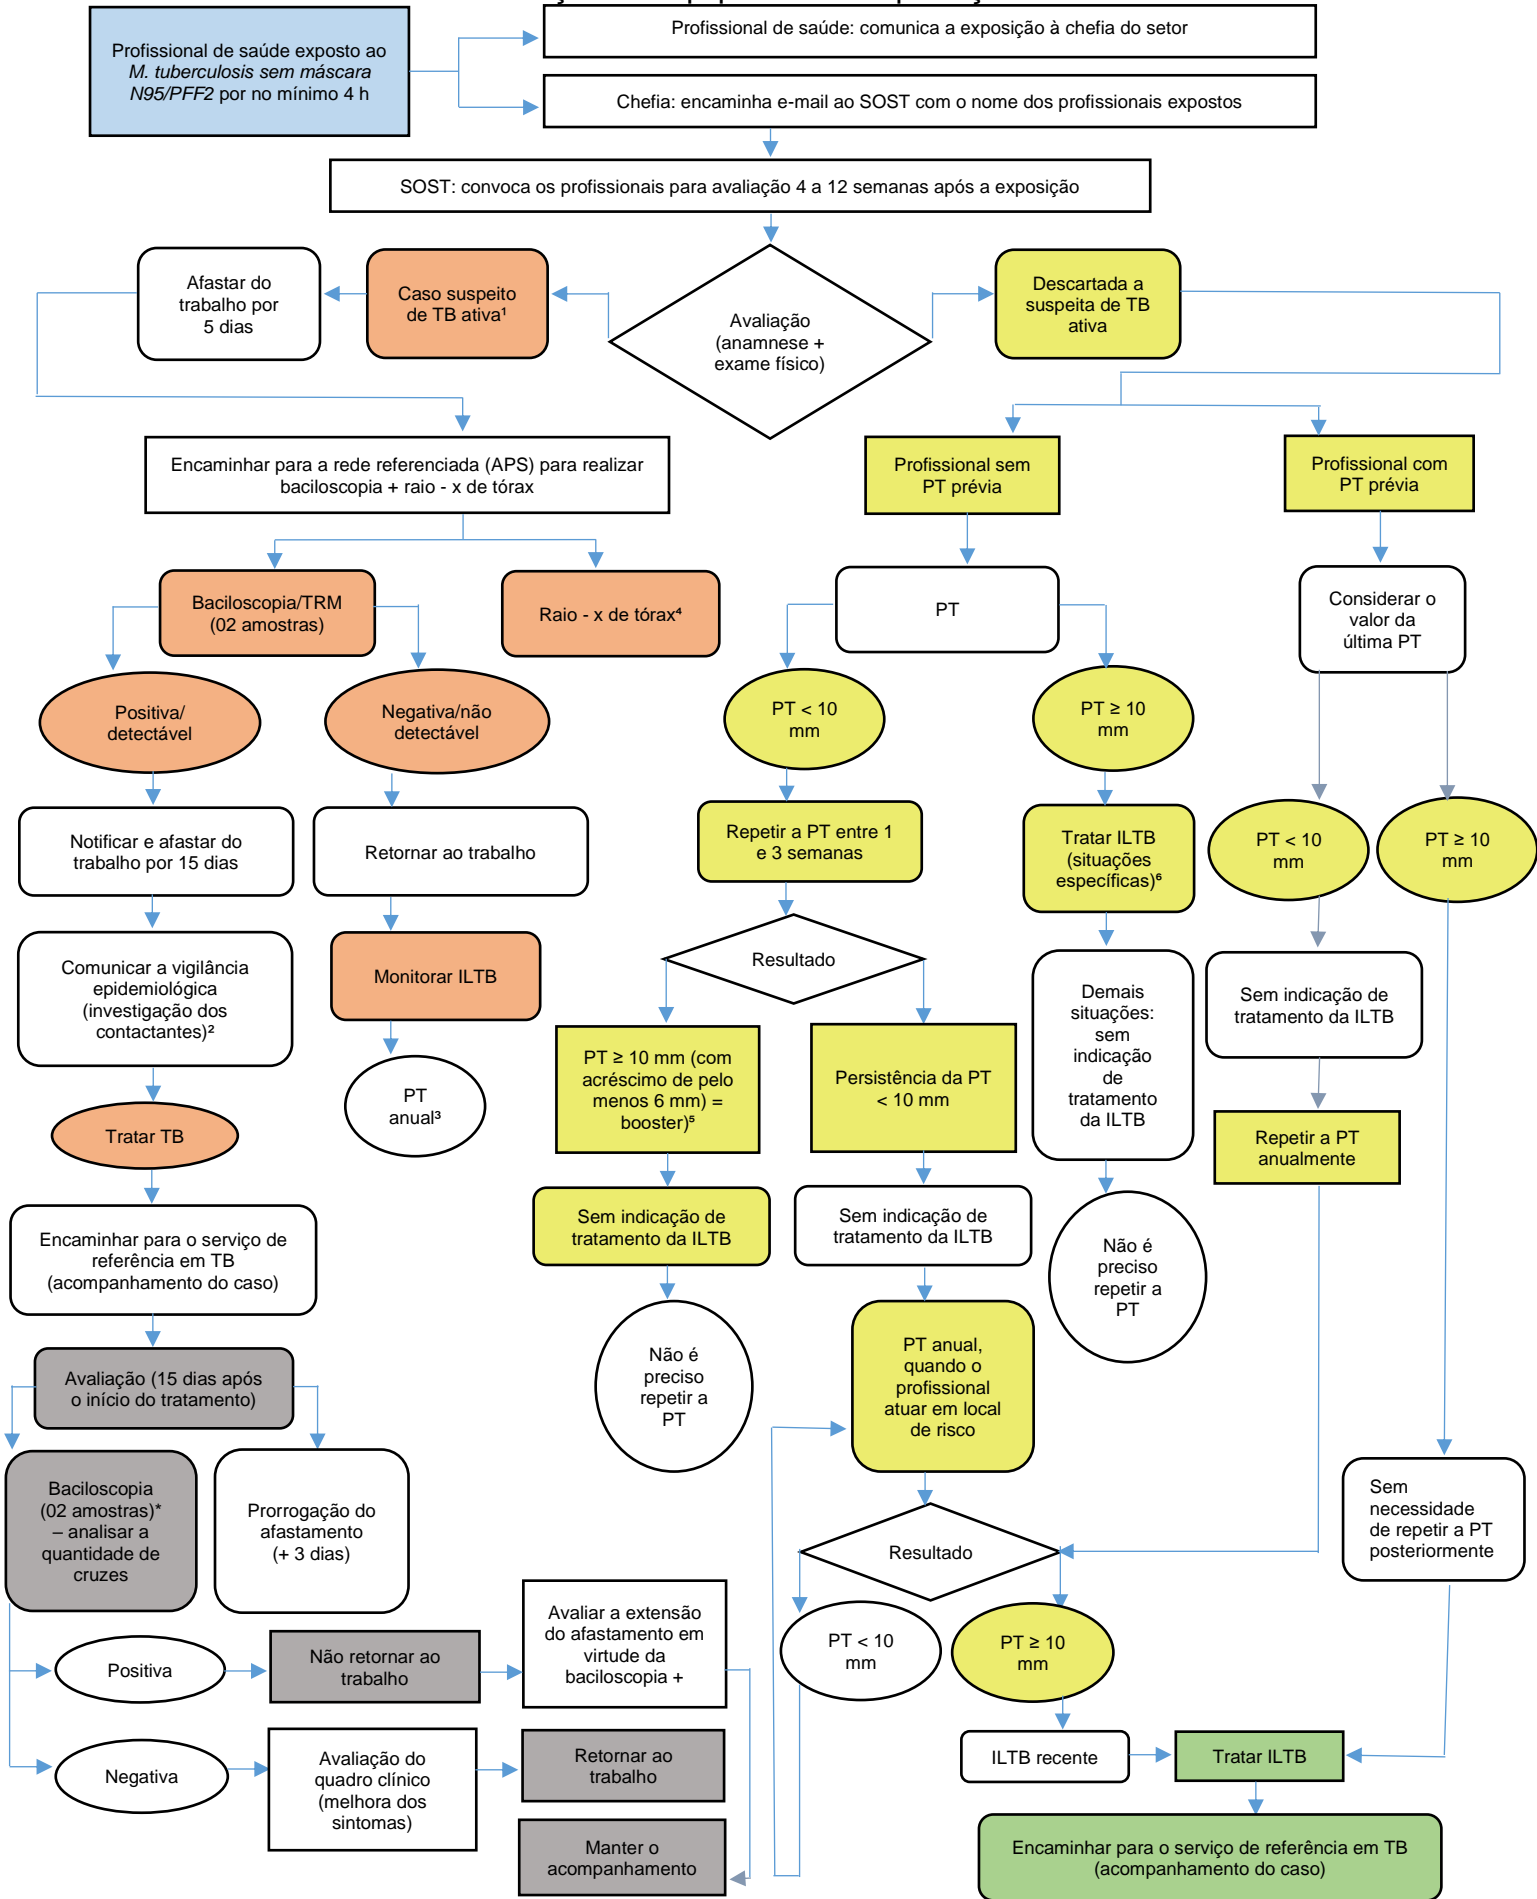 Profissional de saúde exposto ao
M. tuberculosis sem máscara
N95/PFF2 por no mínimo 4 h
Profissional de saúde: comunica a exposição à chefia do setor
Chefia: encaminha e-mail ao SOST com o nome dos profissionais expostos
SOST: convoca os profissionais para avaliação 4 a 12 semanas após a exposição
Afastar do
trabalho por
5 dias
Caso suspeito
de TB ativa¹
Avaliação
(anamnese +
exame físico)
Descartada a
suspeita de TB
ativa
Encaminhar para a rede referenciada (APS) para realizar
baciloscopia + raio - x de tórax
Profissional sem
PT prévia
Profissional com
PT prévia
Baciloscopia/TRM
(02 amostras)
Raio - x de tórax⁴
PT
Considerar o
valor da
última PT
Positiva/
detectável
Negativa/não
detectável
PT < 10
mm
PT ≥ 10
mm
PT < 10
mm
PT ≥ 10
mm
Notificar e afastar do
trabalho por 15 dias
Retornar ao trabalho
Repetir a PT entre 1
e 3 semanas
Tratar ILTB
(situações
específicas)⁶
Comunicar a vigilância
epidemiológica
(investigação dos
contactantes)²
Monitorar ILTB
Resultado
Demais
situações:
sem
indicação
de
tratamento
da ILTB
Sem indicação de
tratamento da ILTB
PT
anual³
PT ≥ 10 mm (com
acréscimo de pelo
menos 6 mm) =
booster)⁵
Persistência da PT
< 10 mm
Repetir a PT
anualmente
Tratar TB
Sem indicação de
tratamento da ILTB
Sem indicação de
tratamento da ILTB
Não é
preciso
repetir a
PT
Encaminhar para o serviço de
referência em TB
(acompanhamento do caso)
Não é
preciso
repetir a
PT
PT anual,
quando o
profissional
atuar em local
de risco
Avaliação (15 dias após
o início do tratamento)
Baciloscopia
(02 amostras)*
– analisar a
quantidade de
cruzes
Prorrogação do
afastamento
(+ 3 dias)
Resultado
Sem
necessidade
de repetir a PT
posteriormente
Positiva
Não retornar ao
trabalho
Avaliar a extensão
do afastamento em
virtude da
baciloscopia +
PT < 10
mm
PT ≥ 10
mm
Negativa
Avaliação do
quadro clínico
(melhora dos
sintomas)
Retornar ao
trabalho
ILTB recente
Tratar ILTB
Manter o
acompanhamento
Encaminhar para o serviço de referência em TB
(acompanhamento do caso)